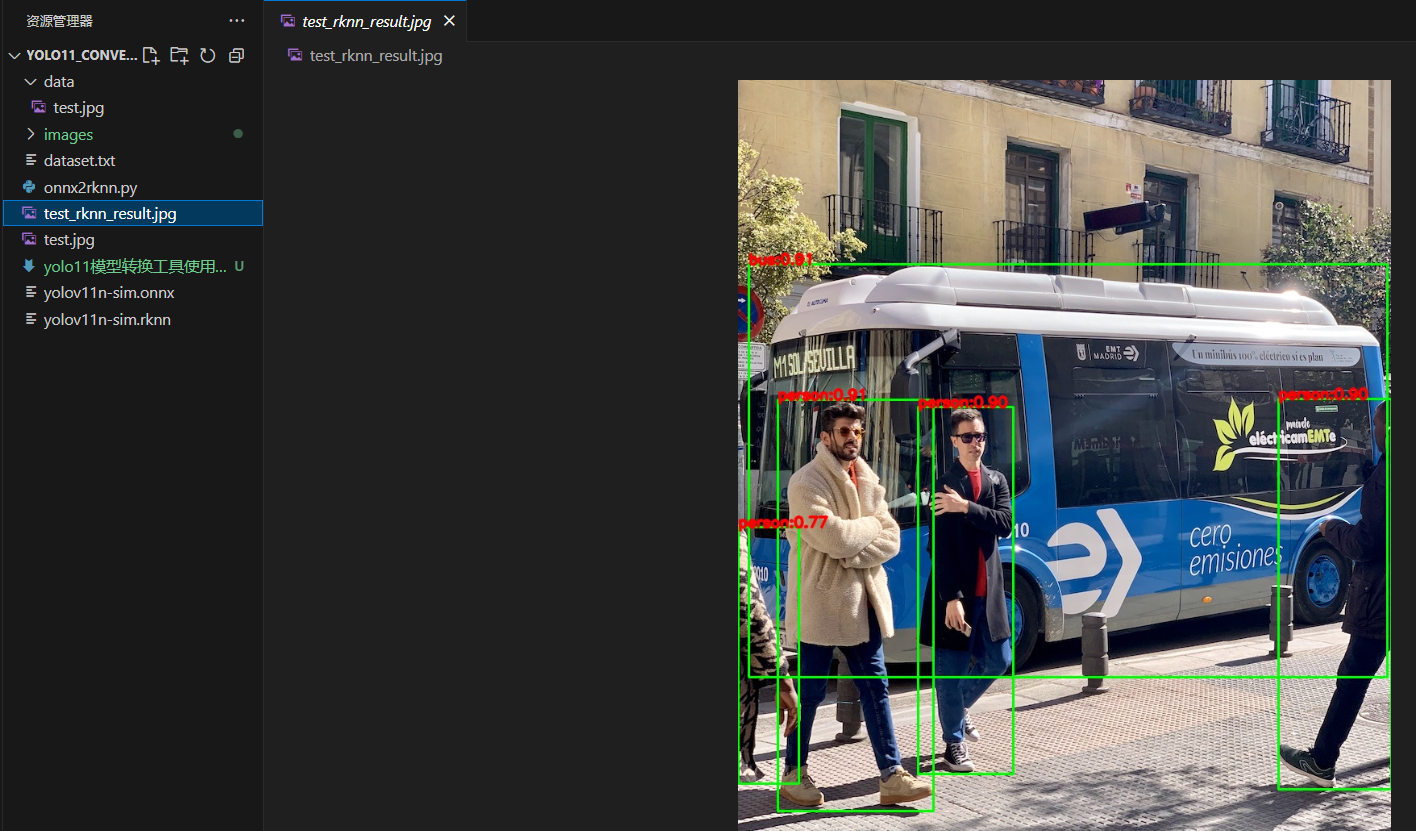 资源管理器
test_rknn_result.jpg
YOLO11_CONVE...
test_rknn_result.jpg
data
test.jpg
images
dataset.txt
onnx2rknn.py
test_rknn_result.jpg
test.jpg
yolo11模型转换工具使用... U
yolov11n-sim.onnx
yolov11n-sim.rknn
bus:0.91
EMT
MADRID
Un minibús 100% eléctrico si es plan
M1 SOL/SEVILLA
person:0.91
person:0.90
person:0.90
eléctricamEMTe
person:0.77
010
cero
emisiones